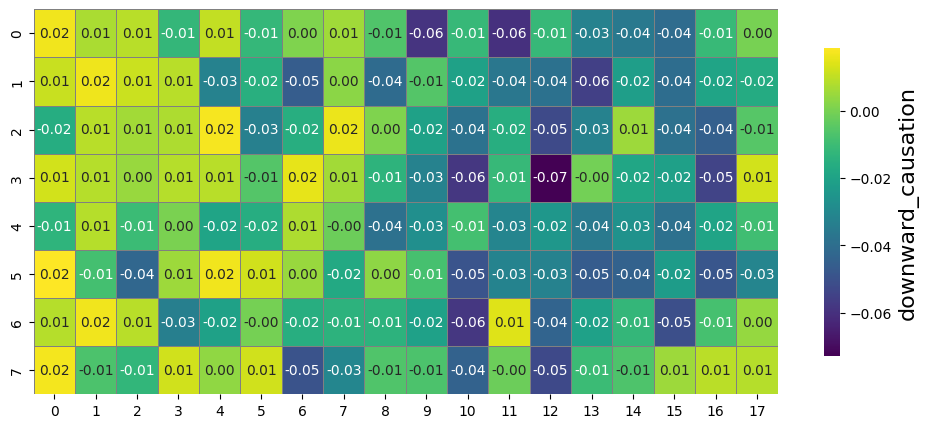 0 0.02 0.01 0.01 -0.01 0.01 -0.01 0.00 0.01 -0.01 -0.06 -0.01 -0.06 -0.01 -0.03 -0.04 -0.04 -0.01 0.00
1 0.01 0.02 0.01 0.01 -0.03 -0.02 -0.05 0.00 -0.04 -0.01 -0.02 -0.04 -0.04 -0.06 -0.02 -0.04 -0.02 -0.02
2 -0.02 0.01 0.01 0.01 0.02 -0.03 -0.02 0.02 0.00 -0.02 -0.04 -0.02 -0.05 -0.03 0.01 -0.04 -0.04 -0.01
3 0.01 0.01 0.00 0.01 0.01 -0.01 0.02 0.01 -0.01 -0.03 -0.06 -0.01 -0.07 -0.00 -0.02 -0.02 -0.05 0.01
4 -0.01 0.01 -0.01 0.00 -0.02 -0.02 0.01 -0.00 -0.04 -0.03 -0.01 -0.03 -0.02 -0.04 -0.03 -0.04 -0.02 -0.01
5 0.02 -0.01 -0.04 0.01 0.02 0.01 0.00 -0.02 0.00 -0.01 -0.05 -0.03 -0.03 -0.05 -0.04 -0.02 -0.05 -0.03
6 0.01 0.02 0.01 -0.03 -0.02 -0.00 -0.02 -0.01 -0.01 -0.02 -0.06 0.01 -0.04 -0.02 -0.01 -0.05 -0.01 0.00
7 0.02 -0.01 -0.01 0.01 0.00 0.01 -0.05 -0.03 -0.01 -0.01 -0.04 -0.00 -0.05 -0.01 -0.01 0.01 0.01 0.01
0 1 2 3 4 5 6 7 8 9 10 11 12 13 14 15 16 17
0.00
−0.02
−0.04
−0.06
downward_causation